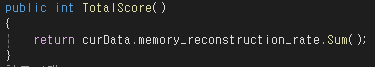 public int TotalScore()
{
return curData.memory_reconstruction_rate.Sum();
}